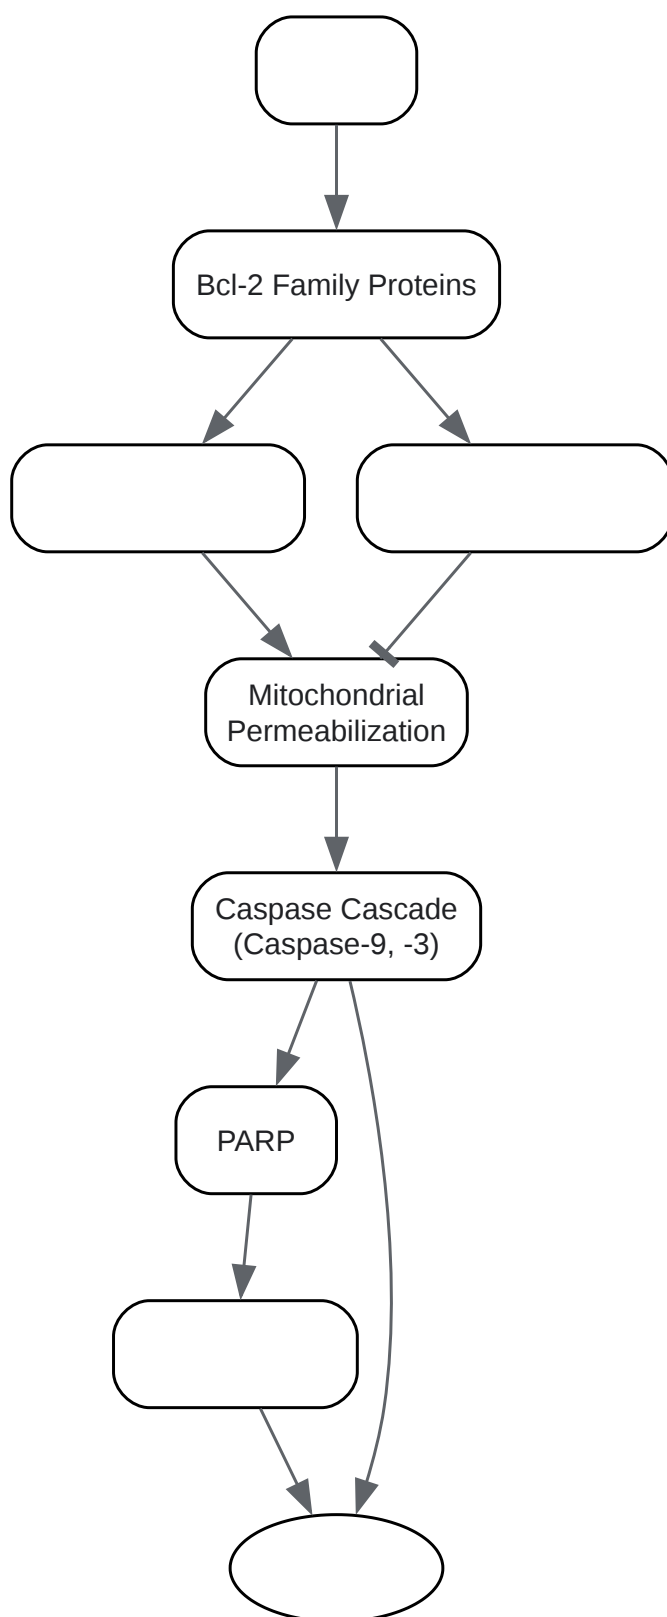 Bcl-2 Family Proteins
Mitochondrial
Permeabilization
Caspase Cascade
(Caspase-9, -3)
PARP